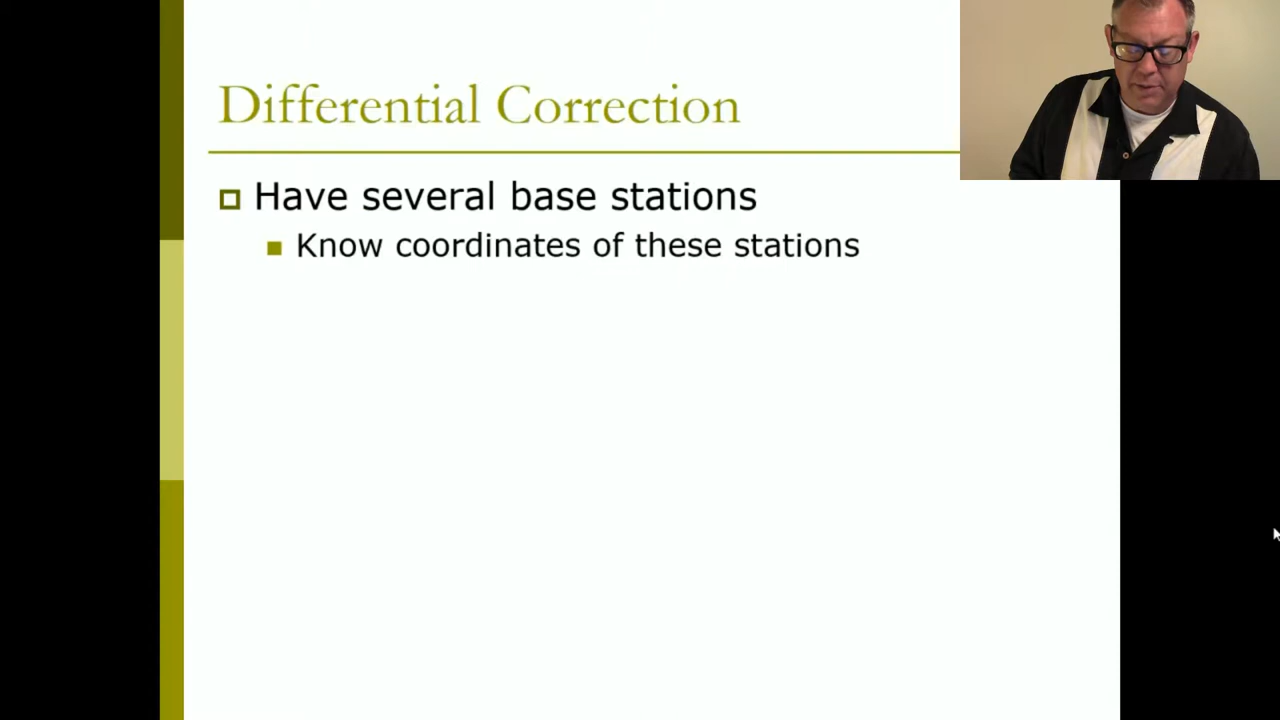 Differential Correction
Have several base stations
Know coordinates of these stations